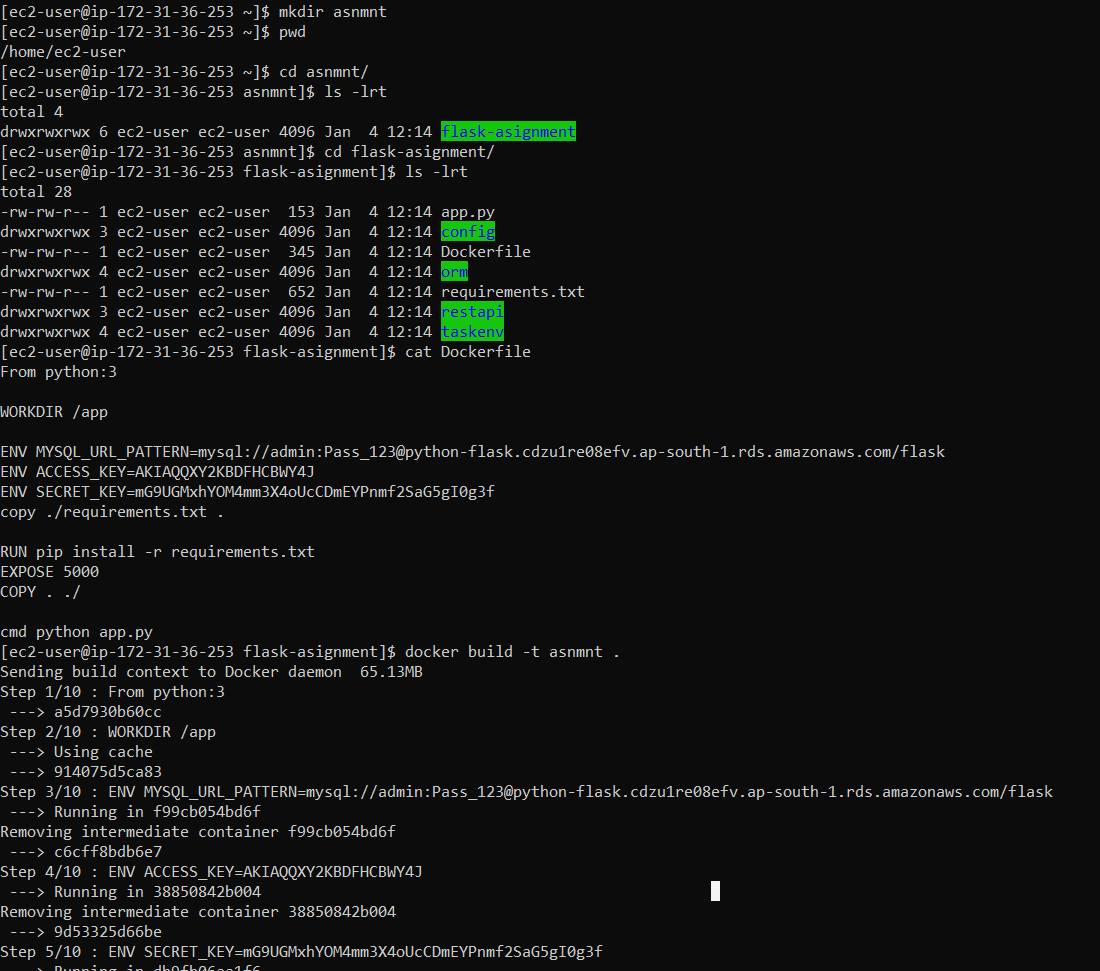 [ec2-user@ip-172-31-36-253 ~]$ mkdir asnmnt
[ec2-user@ip-172-31-36-253 ~]$ pwd
/home/ec2-user
[ec2-user@ip-172-31-36-253 ~]$ cd asnmnt/
[ec2-user@ip-172-31-36-253 asnmnt]$ ls -lrt
total 4
drwxrwxrwx 6 ec2-user ec2-user 4096 Jan  4 12:14 flask-asignment
[ec2-user@ip-172-31-36-253 asnmnt]$ cd flask-asignment/
[ec2-user@ip-172-31-36-253 flask-asignment]$ ls -lrt
total 28
-rw-rw-r-- 1 ec2-user ec2-user  153 Jan  4 12:14 app.py
drwxrwxrwx 3 ec2-user ec2-user 4096 Jan  4 12:14 config
-rw-rw-r-- 1 ec2-user ec2-user  345 Jan  4 12:14 Dockerfile
drwxrwxrwx 4 ec2-user ec2-user 4096 Jan  4 12:14 orm
-rw-rw-r-- 1 ec2-user ec2-user  652 Jan  4 12:14 requirements.txt
drwxrwxrwx 3 ec2-user ec2-user 4096 Jan  4 12:14 restapi
drwxrwxrwx 4 ec2-user ec2-user 4096 Jan  4 12:14 taskenv
[ec2-user@ip-172-31-36-253 flask-asignment]$ cat Dockerfile
From python:3
WORKDIR /app
ENV MYSQL_URL_PATTERN=mysql://admin:Pass_123@python-flask.cdzu1re08efv.ap-south-1.rds.amazonaws.com/flask
ENV ACCESS_KEY=AKIAQQXY2KBDFHCBWY4J
ENV SECRET_KEY=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
copy ./requirements.txt .
RUN pip install -r requirements.txt
EXPOSE 5000
COPY . ./
cmd python app.py
[ec2-user@ip-172-31-36-253 flask-asignment]$ docker build -t asnmnt .
Sending build context to Docker daemon  65.13MB
Step 1/10 : From python:3
 ---> a5d7930b60cc
Step 2/10 : WORKDIR /app
 ---> Using cache
 ---> 914075d5ca83
Step 3/10 : ENV MYSQL_URL_PATTERN=mysql://admin:Pass_123@python-flask.cdzu1re08efv.ap-south-1.rds.amazonaws.com/flask
 ---> Running in f99cb054bd6f
Removing intermediate container f99cb054bd6f
 ---> c6cff8bdb6e7
Step 4/10 : ENV ACCESS_KEY=AKIAQQXY2KBDFHCBWY4J
 ---> Running in 38850842b004
Removing intermediate container 38850842b004
 ---> 9d53325d66be
Step 5/10 : ENV SECRET_KEY=mG9UGMxhYOM4mm3X4oUcCDmEYPnmf2SaG5gI0g3f
 ---> Running in